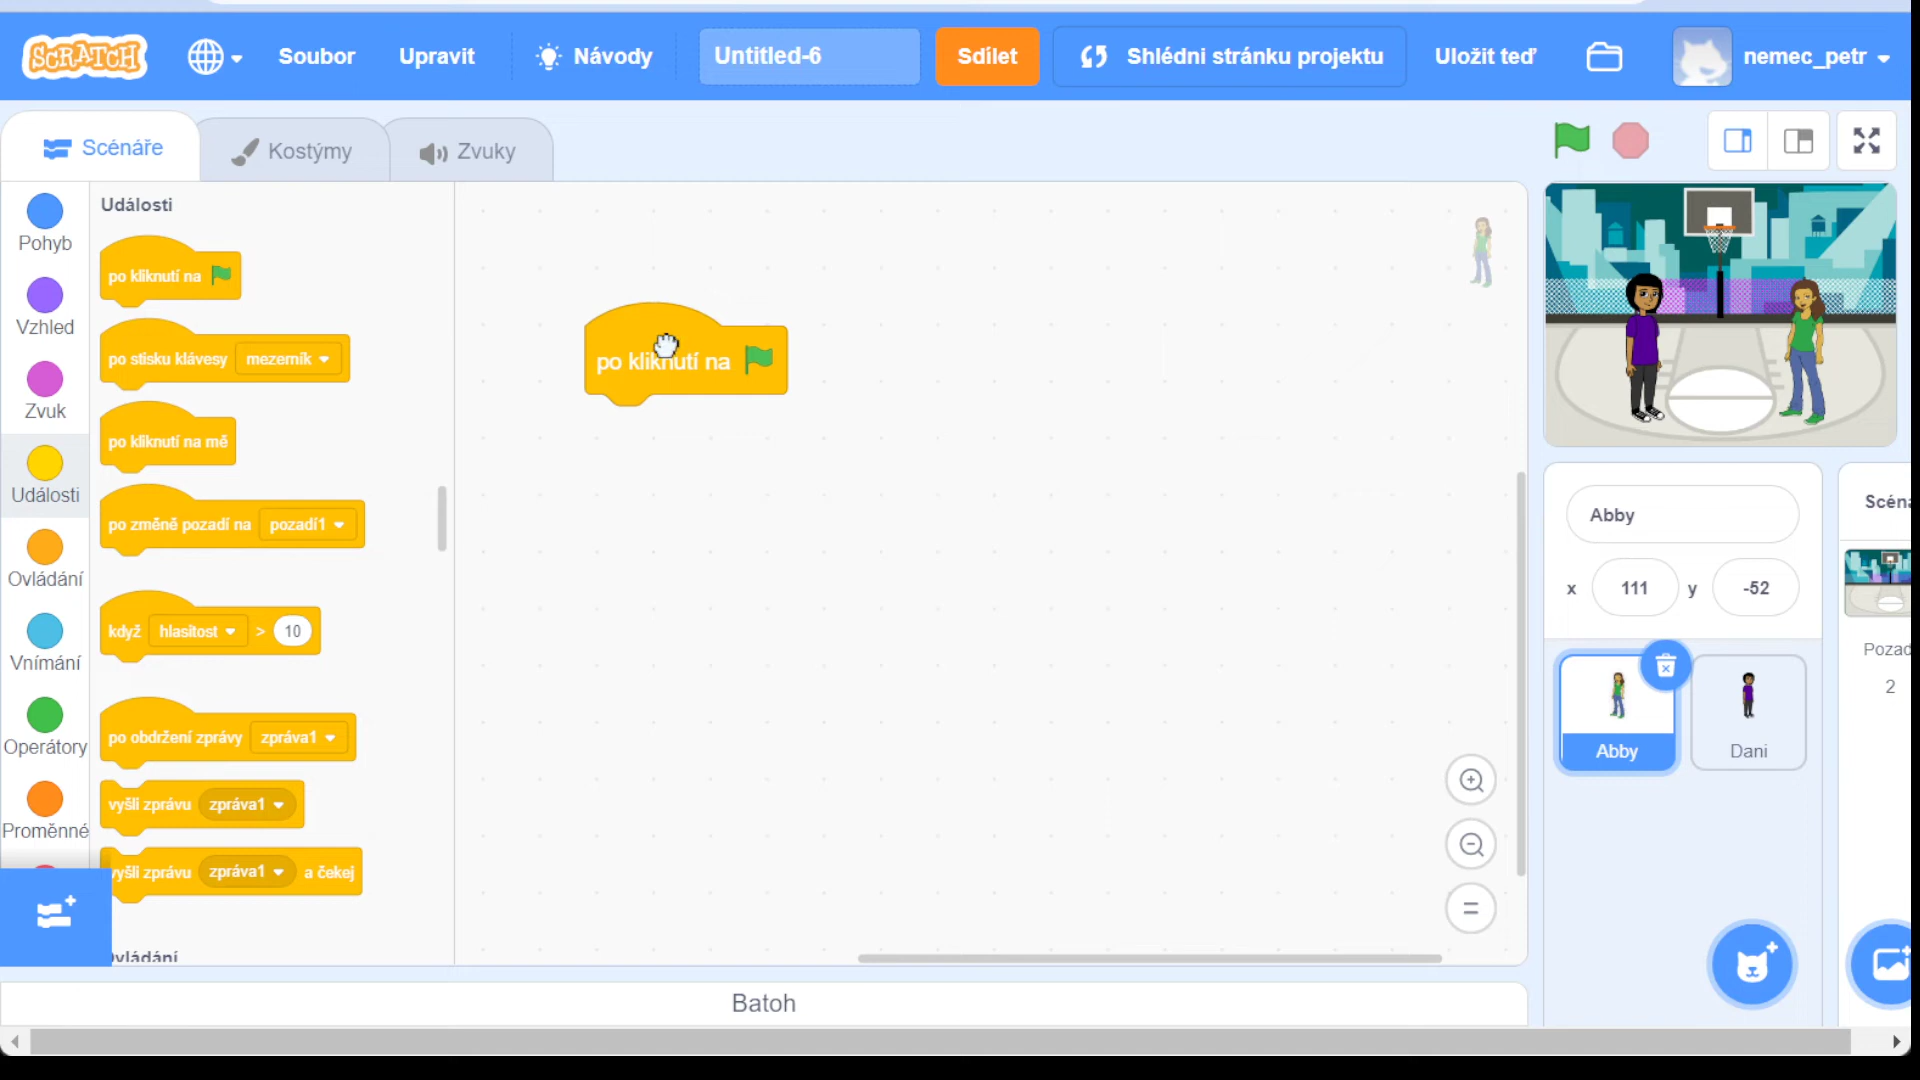 SCRATCH
Soubor
Upravit
Návody
Untitled-6
Sdílet
Shlédni stránku projektu
Uložit teď
nemec_petr
Scénáře
Kostýmy
Zvuky
Pohyb
Vzhled
Zvuk
Události
Ovládání
Vnímání
Operátory
Proměnné
Události
po kliknutí na
po stisku klávesy mezerník
po kliknutí na mě
po změně pozadí na pozadí1
když hlasitost > 10
po obdržení zprávy zpráva1
vyšli zprávu zpráva1
vyšli zprávu zpráva1 a čekej
Ovládání
po kliknutí na
Abby
x 111 y -52
Abby
Dani
Scéna
Pozad
2
Batoh